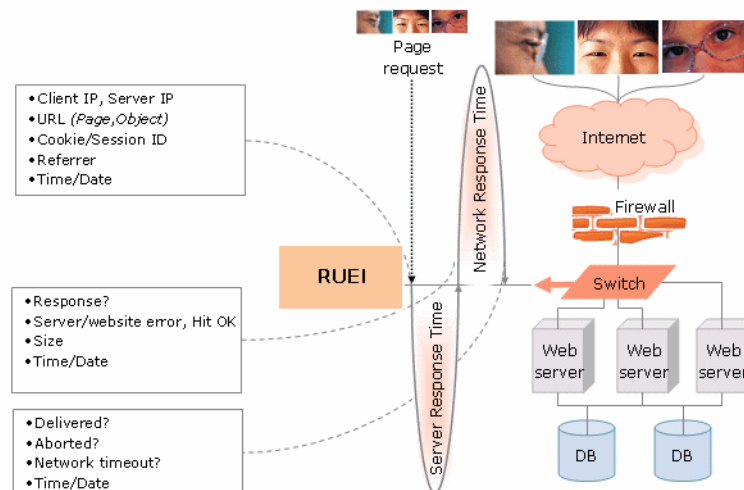 Page
request
• Client IP, Server IP
• URL (Page,Object)
• Cookie/Session ID
• Referrer
• Time/Date
Network Response Time
Internet
Firewall
RUEI
Switch
• Response?
• Server/website error, Hit OK
• Size
• Time/Date
Server Response Time
Web
server
Web
server
Web
server
• Delivered?
• Aborted?
• Network timeout?
• Time/Date
DB
DB